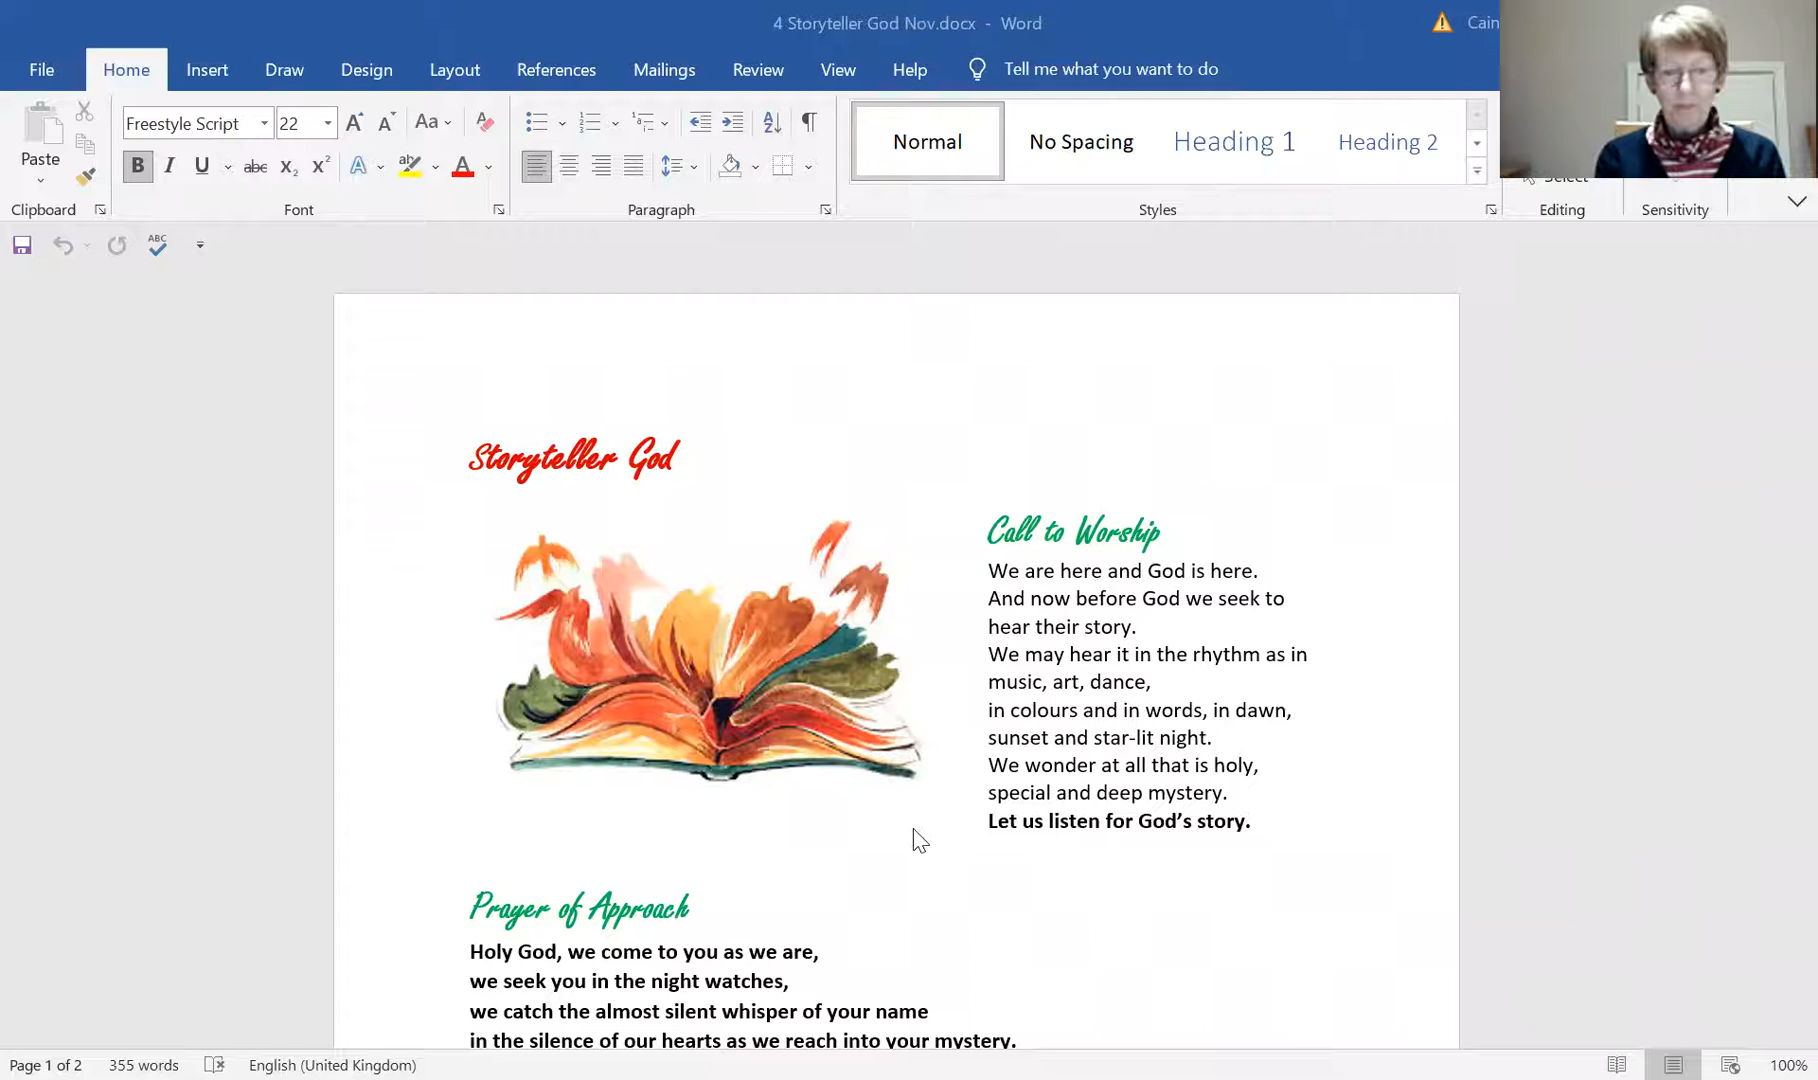 4 Storyteller God Nov.docx - Word
Cain
File Home Insert Draw Design Layout References Mailings Review View Help Tell me what you want to do
Paste
Freestyle Script 22
Aa
B I U abc X₂ X² A ab A
Normal
No Spacing
Heading 1
Heading 2
Select
Clipboard Font Paragraph Styles Editing Sensitivity
ABC
Storyteller God
Call to Worship
We are here and God is here.
And now before God we seek to
hear their story.
We may hear it in the rhythm as in
music, art, dance,
in colours and in words, in dawn,
sunset and star-lit night.
We wonder at all that is holy,
special and deep mystery.
Let us listen for God’s story.
Prayer of Approach
Holy God, we come to you as we are,
we seek you in the night watches,
we catch the almost silent whisper of your name
in the silence of our hearts as we reach into your mystery.
Page 1 of 2 355 words English (United Kingdom) 100%